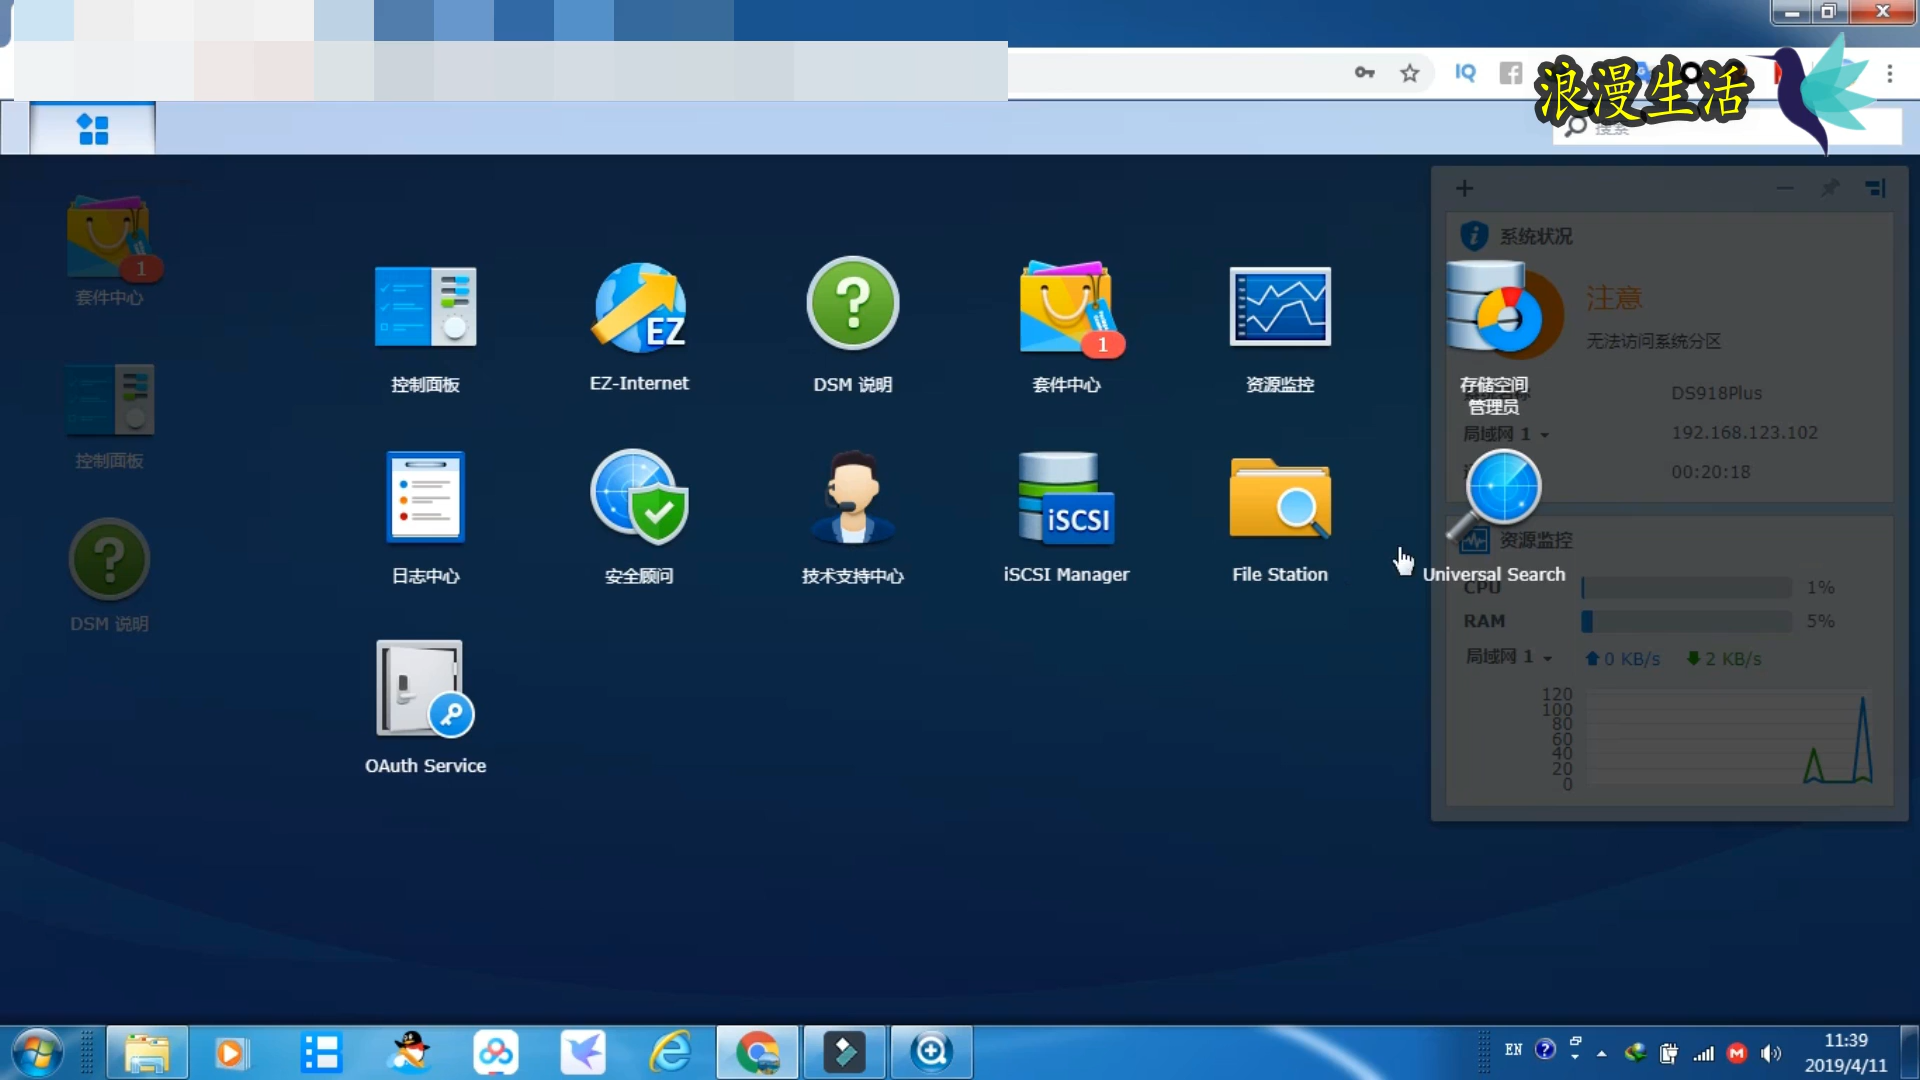 IQ
浪漫生活
搜索
1
套件中心
控制面板
DSM 说明
控制面板
EZ
EZ-Internet
DSM 说明
1
套件中心
资源监控
存储空间
管理员
日志中心
安全顾问
技术支持中心
iSCSI
iSCSI Manager
File Station
Universal Search
OAuth Service
系统状况
注意
无法访问系统分区
DS918Plus
局域网 1
192.168.123.102
00:20:18
资源监控
CPU
1%
RAM
5%
局域网 1
0 KB/s
2 KB/s
120
100
80
60
40
20
0
EN
11:39
2019/4/11